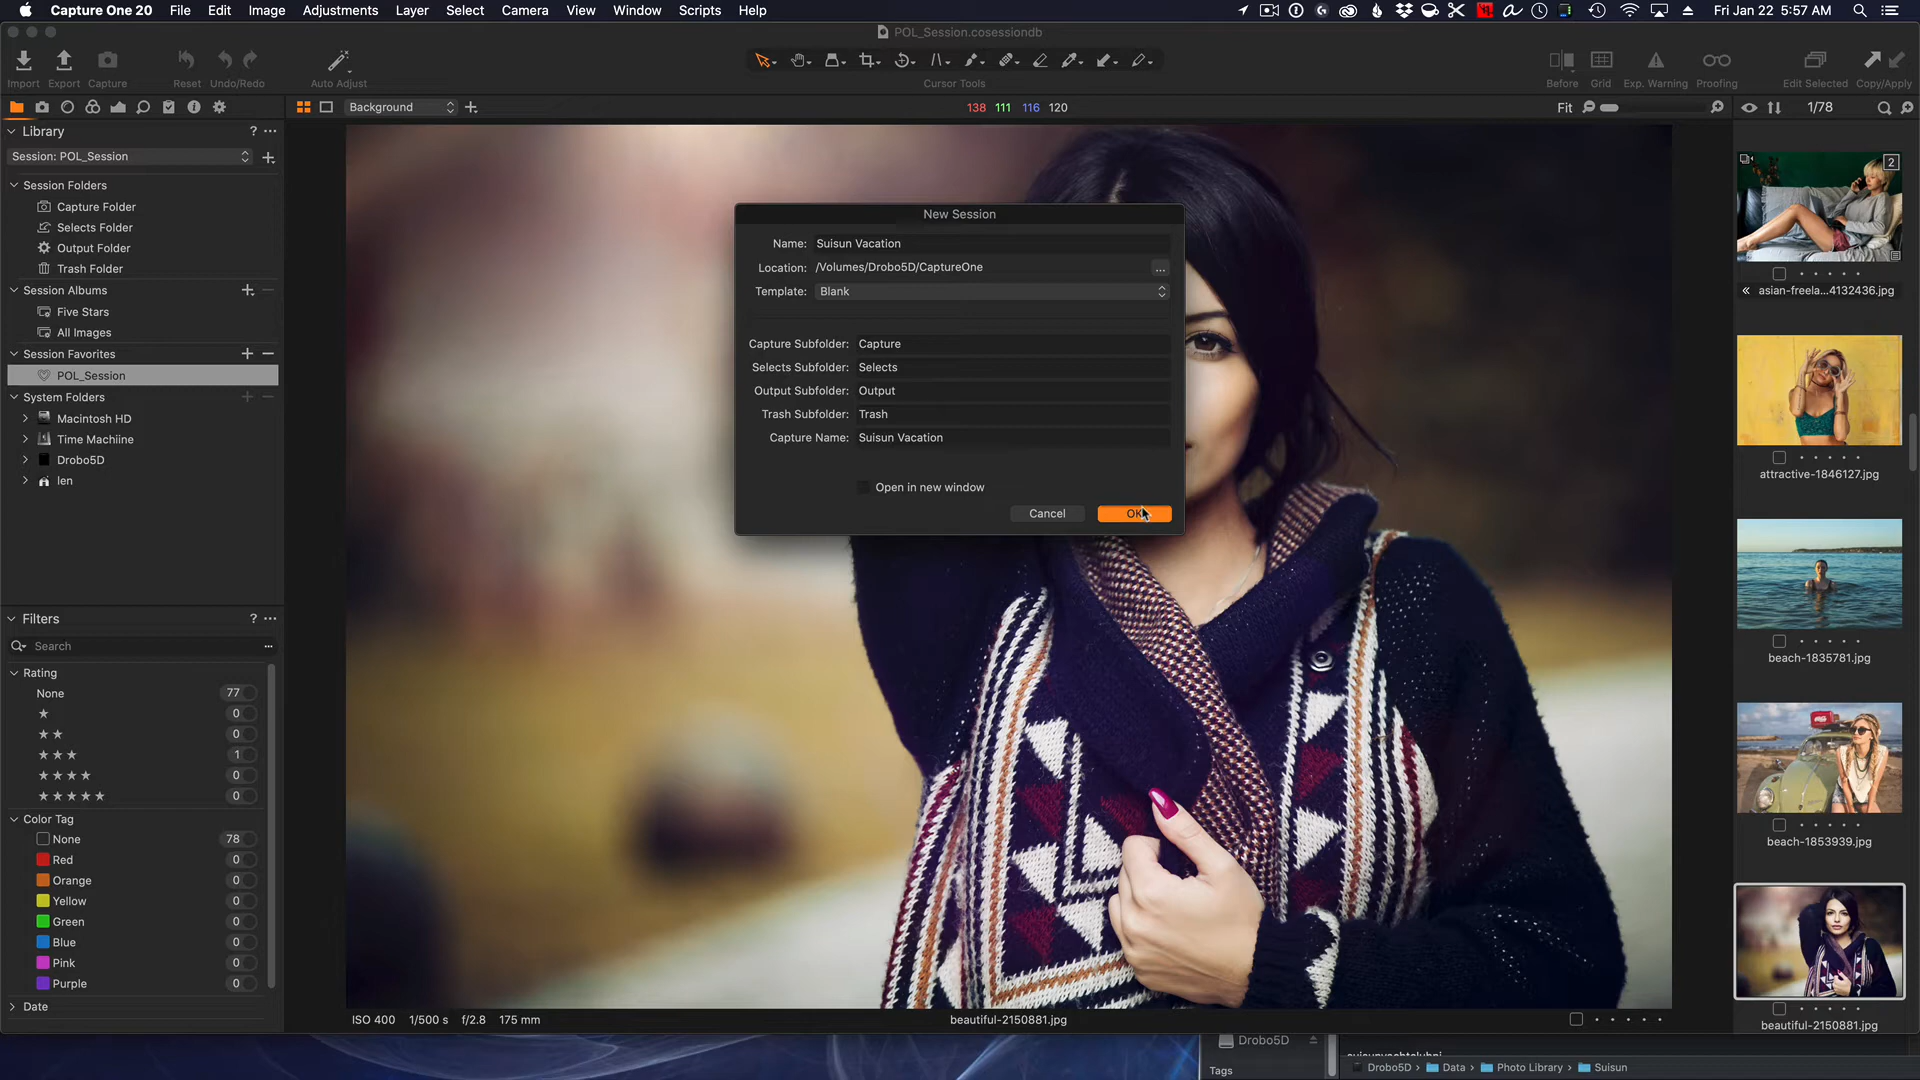 Capture One 20 File Edit Image Adjustments Layer Select Camera View Window Scripts Help Fri Jan 22 5:57 AM
POL_Session.cosessiondb
Import Export Capture Reset Undo/Redo Auto Adjust Cursor Tools Before Grid Exp. Warning Proofing Edit Selected Copy/Apply
Background 138 111 116 120 Fit 1/78
Library ?
Session: POL_Session
Session Folders
Capture Folder
Selects Folder
Output Folder
Trash Folder
Session Albums
Five Stars
All Images
Session Favorites
POL_Session
System Folders
Macintosh HD
Time Machiine
Drobo5D
len
Filters ?
Search
Rating
None 77
0
0
1
0
0
Color Tag
None 78
Red 0
Orange 0
Yellow 0
Green 0
Blue 0
Pink 0
Purple 0
Date
New Session
Name: Suisun Vacation
Location: /Volumes/Drobo5D/CaptureOne ...
Template: Blank
Capture Subfolder: Capture
Selects Subfolder: Selects
Output Subfolder: Output
Trash Subfolder: Trash
Capture Name: Suisun Vacation
Open in new window
Cancel OK
2
asian-freela...4132436.jpg
attractive-1846127.jpg
beach-1835781.jpg
beach-1853939.jpg
beautiful-2150881.jpg
ISO 400 1/500 s f/2.8 175 mm beautiful-2150881.jpg
Drobo5D
Tags
Drobo5D › Data › Photo Library › Suisun